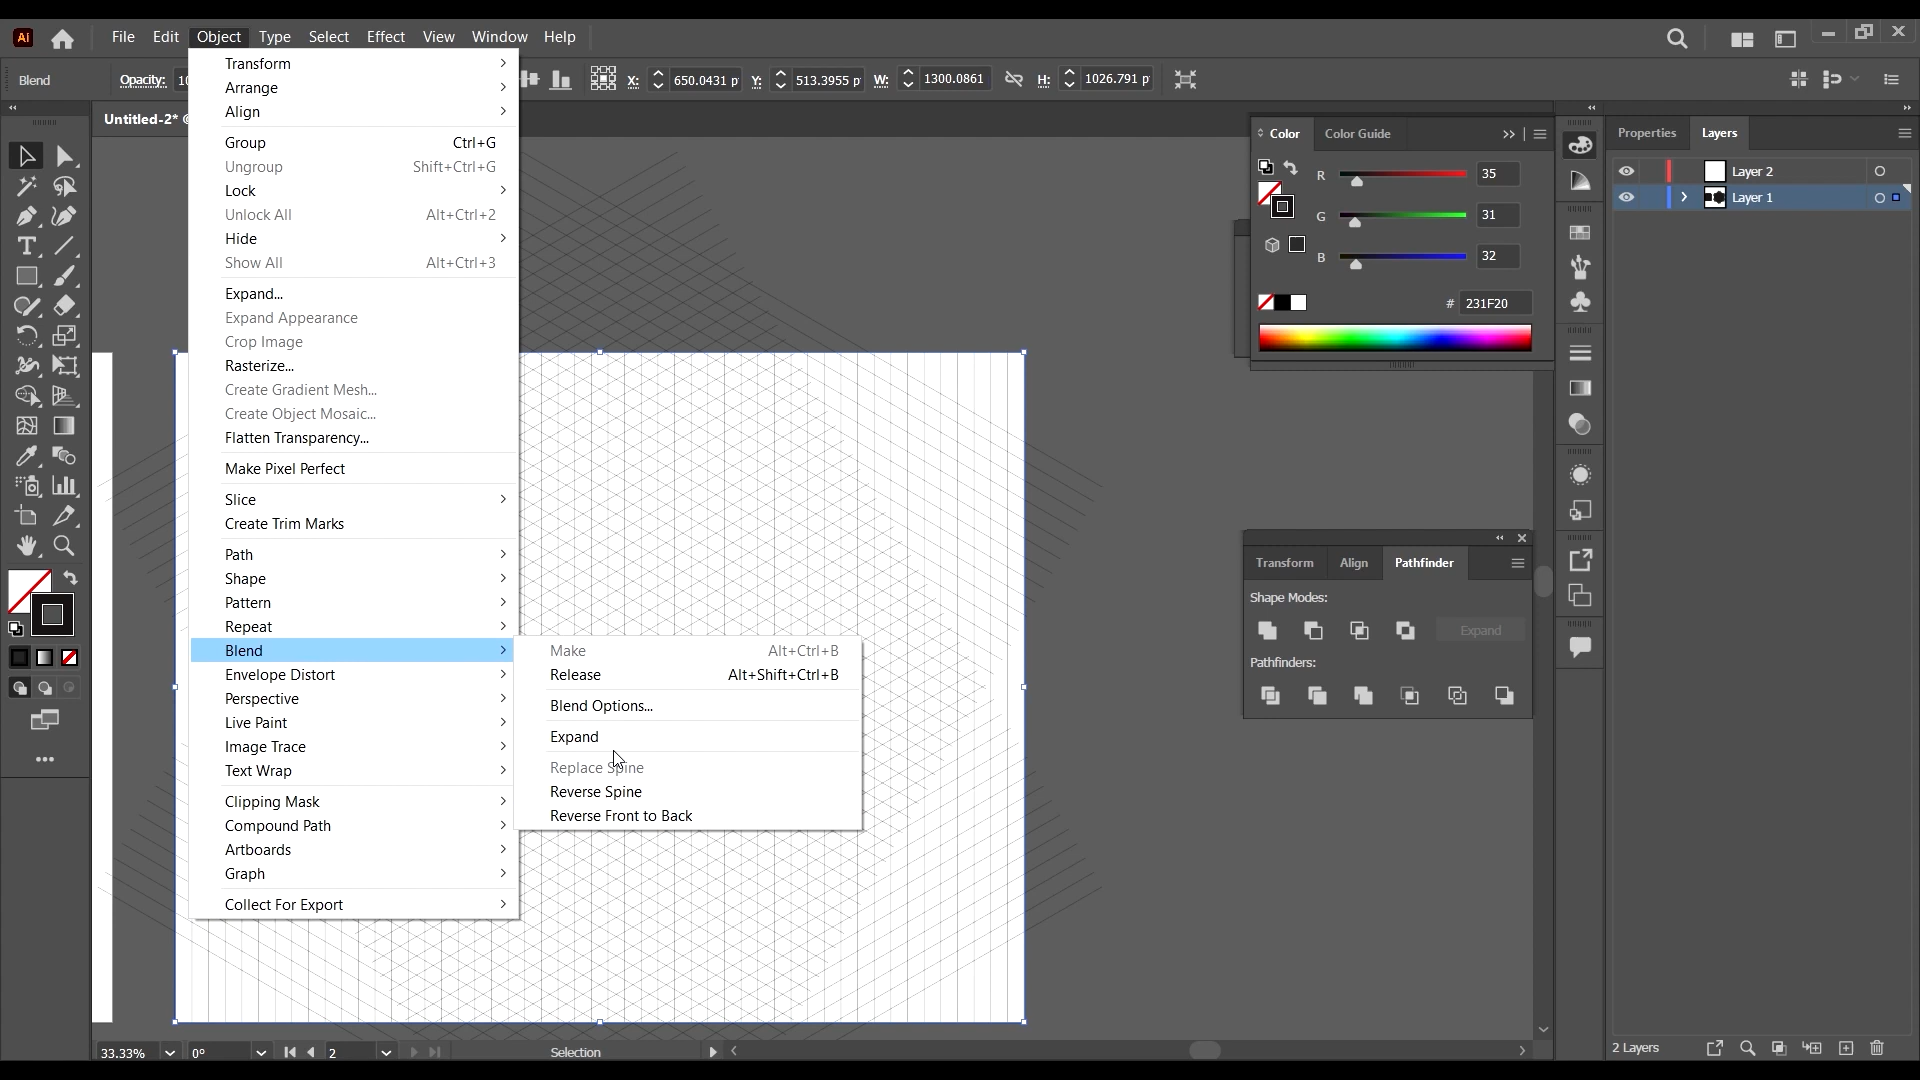 Ai File Edit Object Type Select Effect View Window Help
Blend Opacity: 10 X: 650.0431 p Y: 513.3955 p W: 1300.0861 H: 1026.791 p
Untitled-2*
Transform
Arrange
Align
Group Ctrl+G
Ungroup Shift+Ctrl+G
Lock
Unlock All Alt+Ctrl+2
Hide
Show All Alt+Ctrl+3
Expand...
Expand Appearance
Crop Image
Rasterize...
Create Gradient Mesh...
Create Object Mosaic...
Flatten Transparency...
Make Pixel Perfect
Slice
Create Trim Marks
Path
Shape
Pattern
Repeat
Blend
Envelope Distort
Perspective
Live Paint
Image Trace
Text Wrap
Clipping Mask
Compound Path
Artboards
Graph
Collect For Export
Make Alt+Ctrl+B
Release Alt+Shift+Ctrl+B
Blend Options...
Expand
Replace Spine
Reverse Spine
Reverse Front to Back
Color Color Guide
R 35
G 31
B 32
# 231F20
Transform Align Pathfinder
Shape Modes:
Expand
Pathfinders:
Properties Layers
Layer 2
Layer 1
2 Layers
33.33% 0° 2 Selection